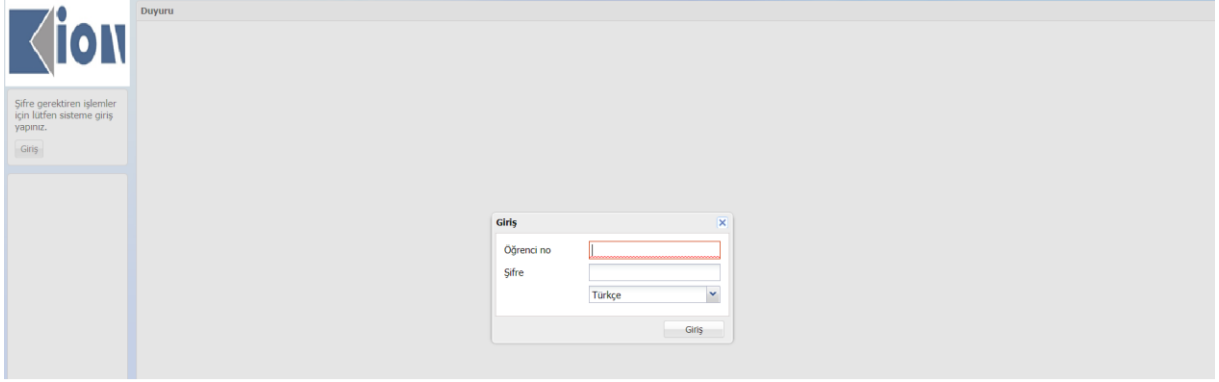 Kion
Duyuru
Şifre gerektiren işlemler
için lütfen sisteme giriş
yapınız.
Giriş
Giriş
Öğrenci no
Şifre
Türkçe
Giriş